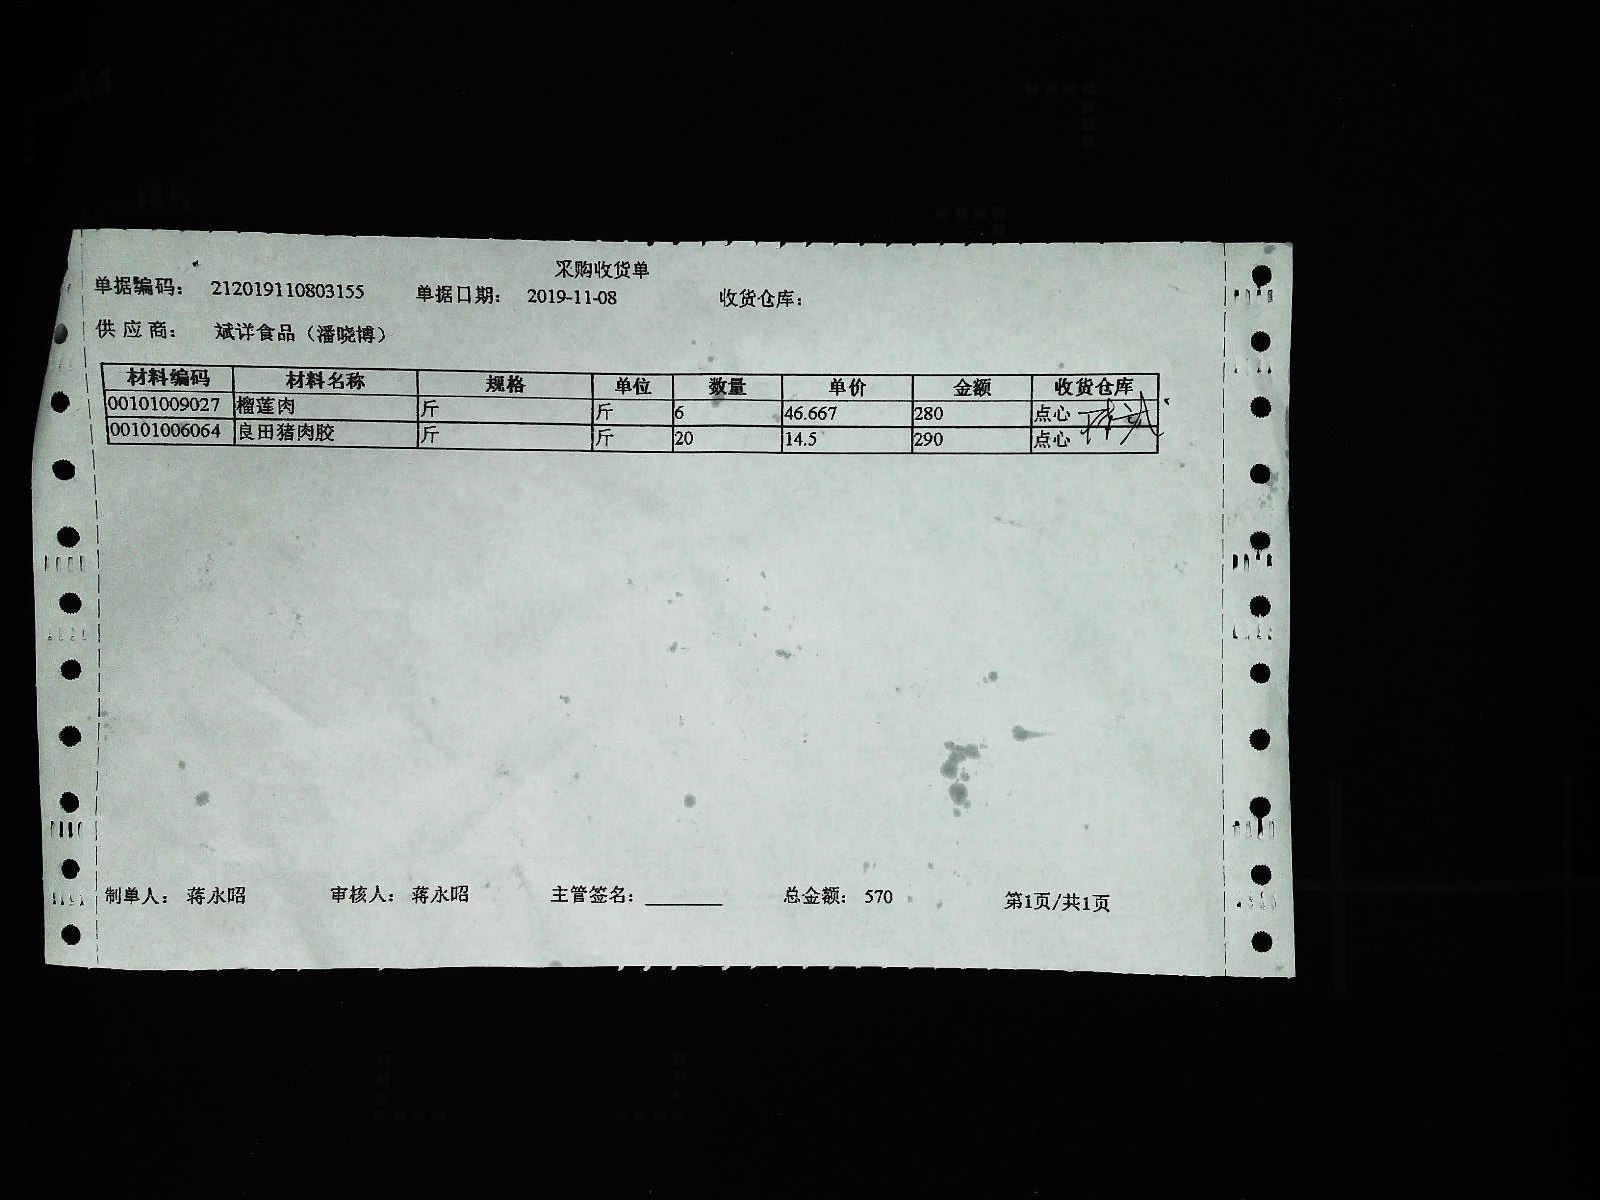 采购收货单
单据编码： 212019110803155 单据日期： 2019-11-08 收货仓库：
供 应 商： 斌详食品（潘晓博）
材料编码 材料名称 规格 单位 数量 单价 金额 收货仓库
00101009027 榴莲肉 斤 斤 6 46.667 280 点心
00101006064 良田猪肉胶 斤 斤 20 14.5 290 点心
制单人： 蒋永昭 审核人： 蒋永昭 主管签名： 总金额： 570 第1页/共1页